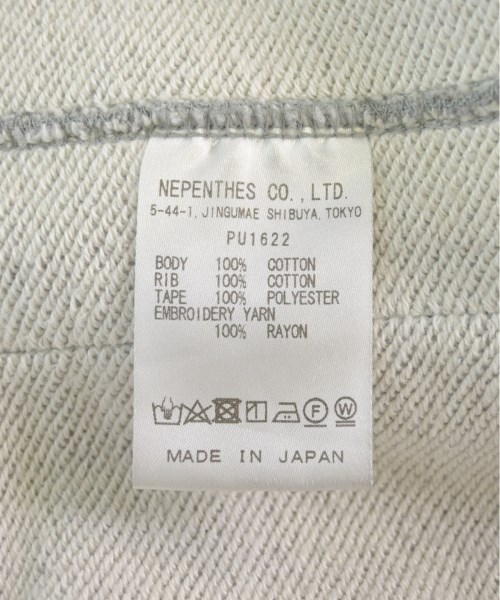 NEPENTHES CO.,LTD.
5-44-1, JINGUMAE SHIBUYA, TOKYO
PU1622
BODY 100% COTTON
RIB 100% COTTON
TAPE 100% POLYESTER
EMBROIDERY YARN
100% RAYON
F W
MADE IN JAPAN